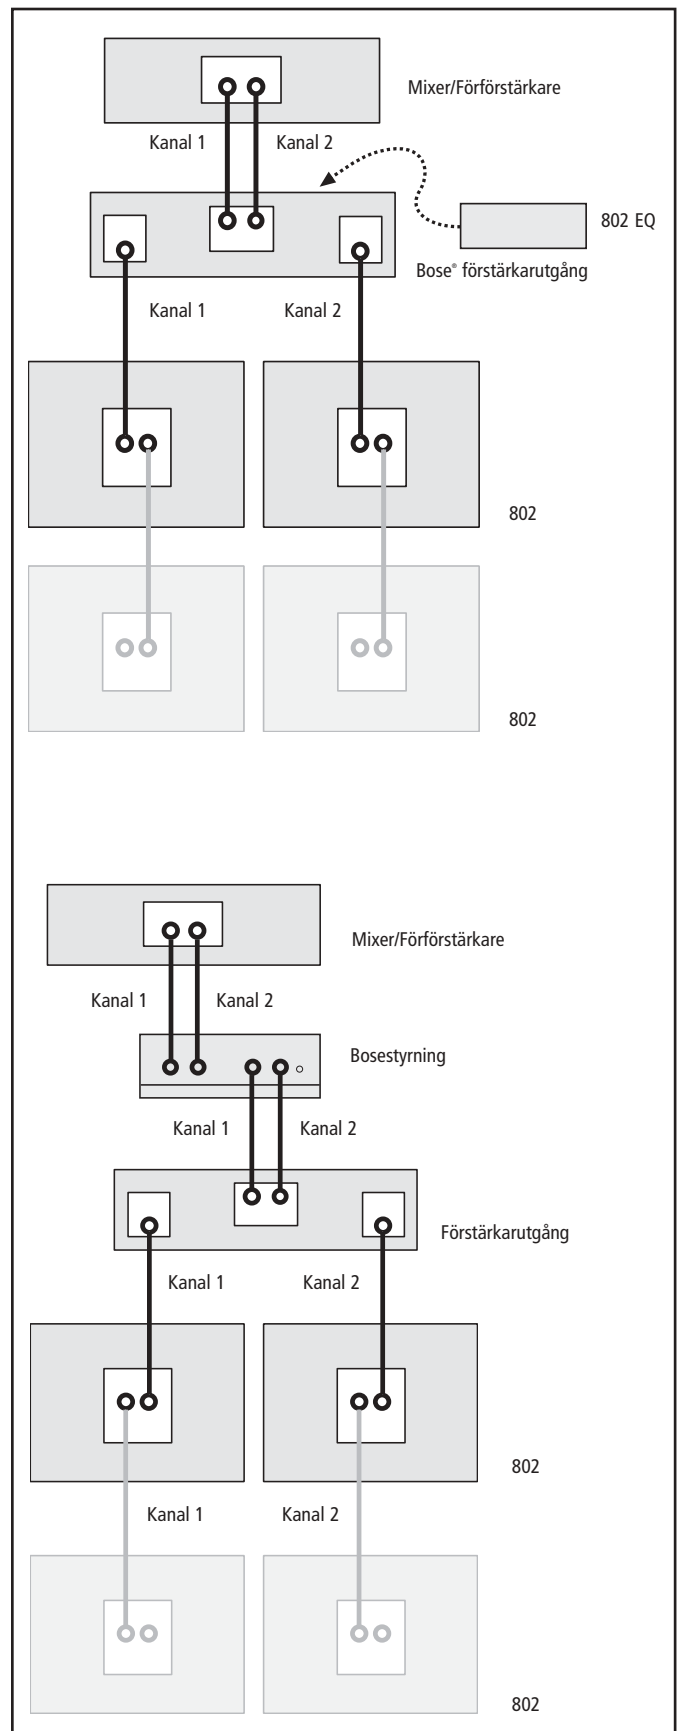 Mixer/Förförstärkare
Kanal 1
Kanal 2
802 EQ
Bose® förstärkarutgång
Kanal 1
Kanal 2
802
802
Mixer/Förförstärkare
Kanal 1
Kanal 2
Bosestyrning
Kanal 1
Kanal 2
Förstärkarutgång
Kanal 1
Kanal 2
802
Kanal 1
Kanal 2
802